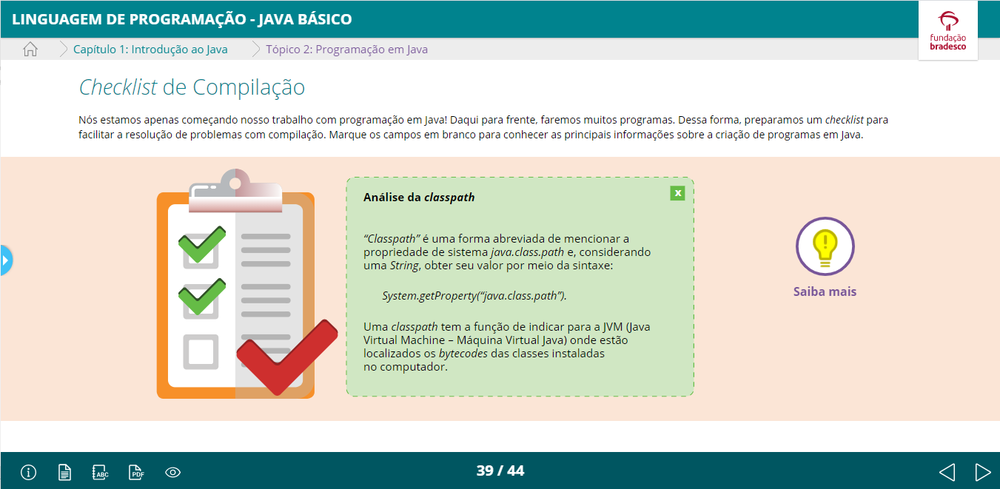 LINGUAGEM DE PROGRAMAÇÃO - JAVA BÁSICO
fundação
bradesco
Capítulo 1: Introdução ao Java
Tópico 2: Programação em Java
Checklist de Compilação
Nós estamos apenas começando nosso trabalho com programação em Java! Daqui para frente, faremos muitos programas. Dessa forma, preparamos um checklist para
facilitar a resolução de problemas com compilação. Marque os campos em branco para conhecer as principais informações sobre a criação de programas em Java.
Análise da classpath
x
“Classpath” é uma forma abreviada de mencionar a
propriedade de sistema java.class.path e, considerando
uma String, obter seu valor por meio da sintaxe:
System.getProperty(“java.class.path”).
Uma classpath tem a função de indicar para a JVM (Java
Virtual Machine – Máquina Virtual Java) onde estão
localizados os bytecodes das classes instaladas
no computador.
Saiba mais
ABC
PDF
39 / 44